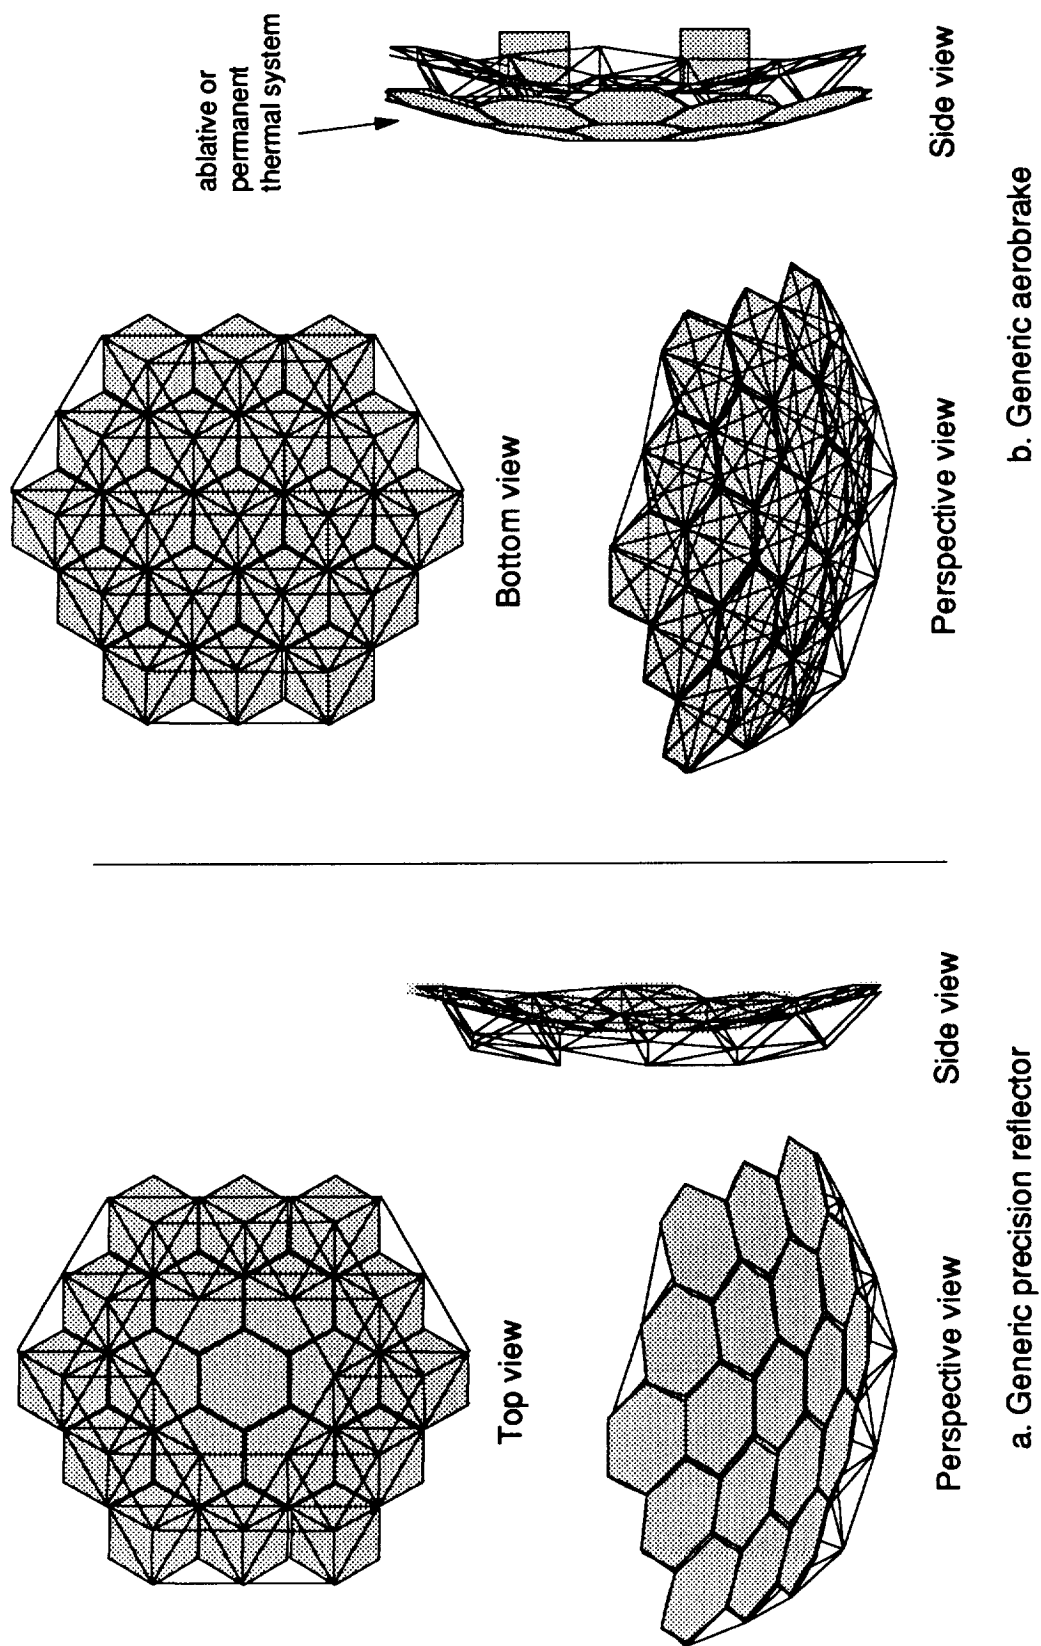 Top view
Perspective view
Side view
a. Generic precision reflector
ablative or
permanent
thermal system
Bottom view
Perspective view
Side view
b. Generic aerobrake